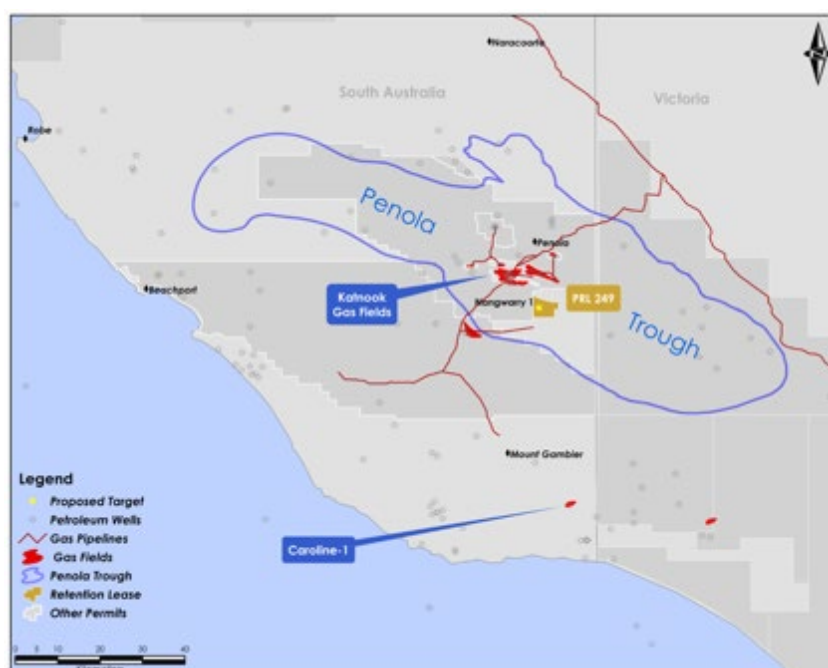 Naracoorte
South Australia
Victoria
Robe
Penola
Penola
Beachport
Katnook
Gas Fields
Nangwarry 1
PRL 249
Trough
Mount Gambier
Caroline-1
Legend
Proposed Target
Petroleum Wells
Gas Pipelines
Gas Fields
Penola Trough
Retention Lease
Other Permits
0 5 10 20 30 40